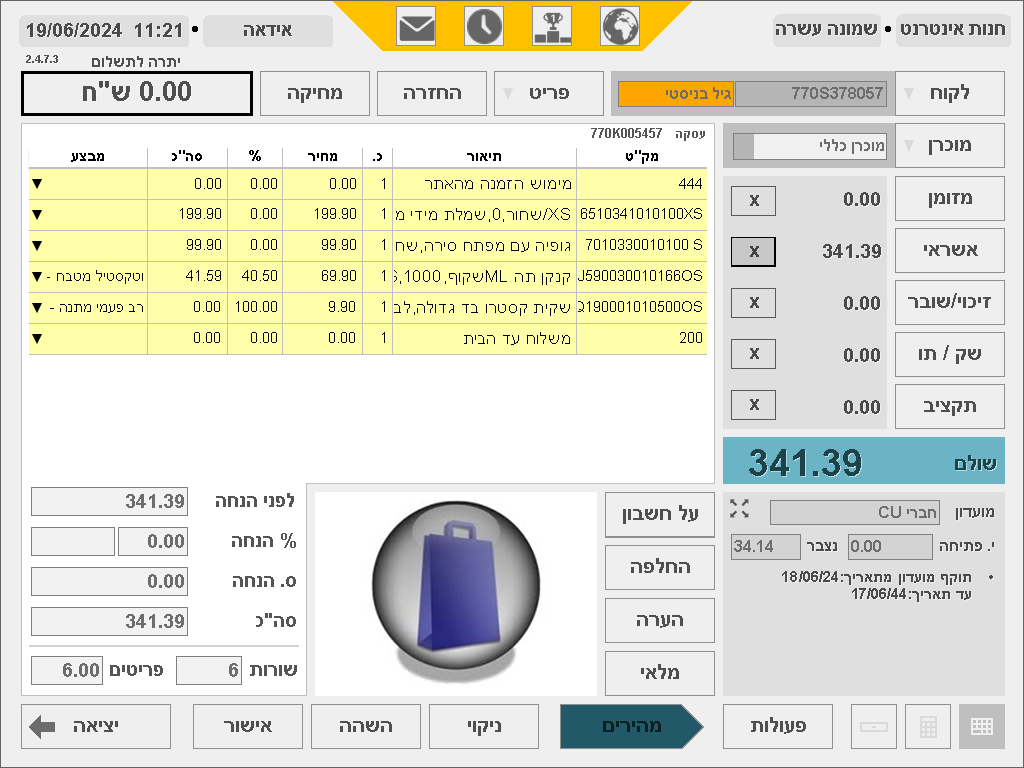 חנות אינטרנט • שמונה עשרה
אידאה • 11:21 19/06/2024
2.4.7.3
יתרה לתשלום
0.00 ש"ח
מחיקה
החזרה
פריט
גיל בניסטי
770S378057
לקוח
מוכרן כללי
מוכרן
עסקה 770K005457
מק''ט תיאור כ. מחיר % סה''כ מבצע
444 מימוש הזמנה מהאתר 1 0.00 0.00 0.00
6510341010100XS XS/שחור,0,שמלת מידי מ 1 199.90 0.00 199.90
7010330010100 S גופיה עם מפתח סירה,שח 1 99.90 0.00 99.90
J590030010166OS קנקן תה MLשקוף,1000,S 1 69.90 40.50 41.59 וטקסטיל מטבח -
Q190001010500OS שקית קסטרו בד גדולה,לב 1 9.90 100.00 0.00 רב פעמי מתנה -
200 משלוח עד הבית 1 0.00 0.00 0.00
מזומן 0.00 X
אשראי 341.39 X
זיכוי/שובר 0.00 X
שק / תו 0.00 X
תקציב 0.00 X
שולם 341.39
מועדון חברי CU
י. פתיחה 0.00 נצבר 34.14
• תוקף מועדון מתאריך:18/06/24
עד תאריך:17/06/44
על חשבון
החלפה
הערה
מלאי
לפני הנחה 341.39
% הנחה 0.00
ס. הנחה 0.00
סה"כ 341.39
שורות 6 פריטים 6.00
פעולות
מהירים
ניקוי
השהה
אישור
יציאה